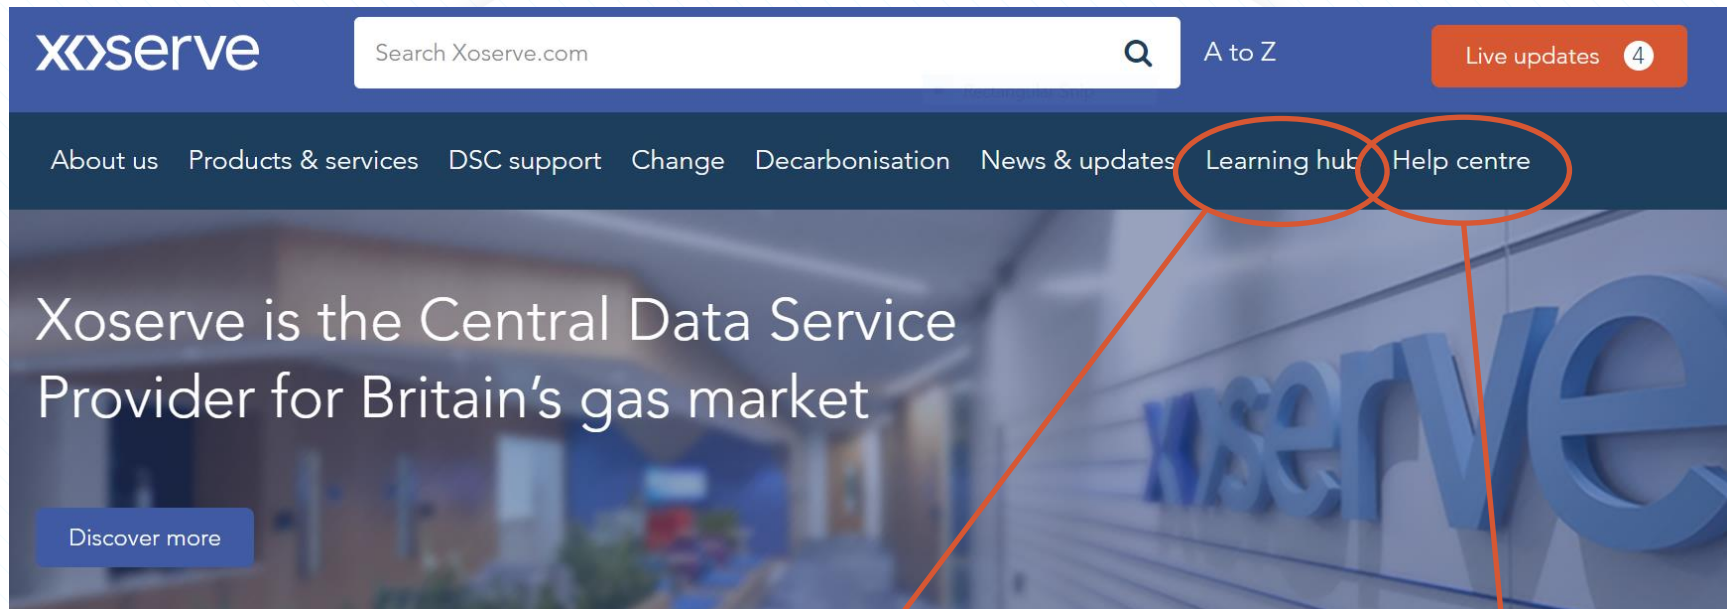 xoserve
Search Xoserve.com
A to Z
Live updates 4
About us Products & services DSC support Change Decarbonisation News & updates Learning hub Help centre
Xoserve is the Central Data Service
Provider for Britain's gas market
xoserve
Discover more